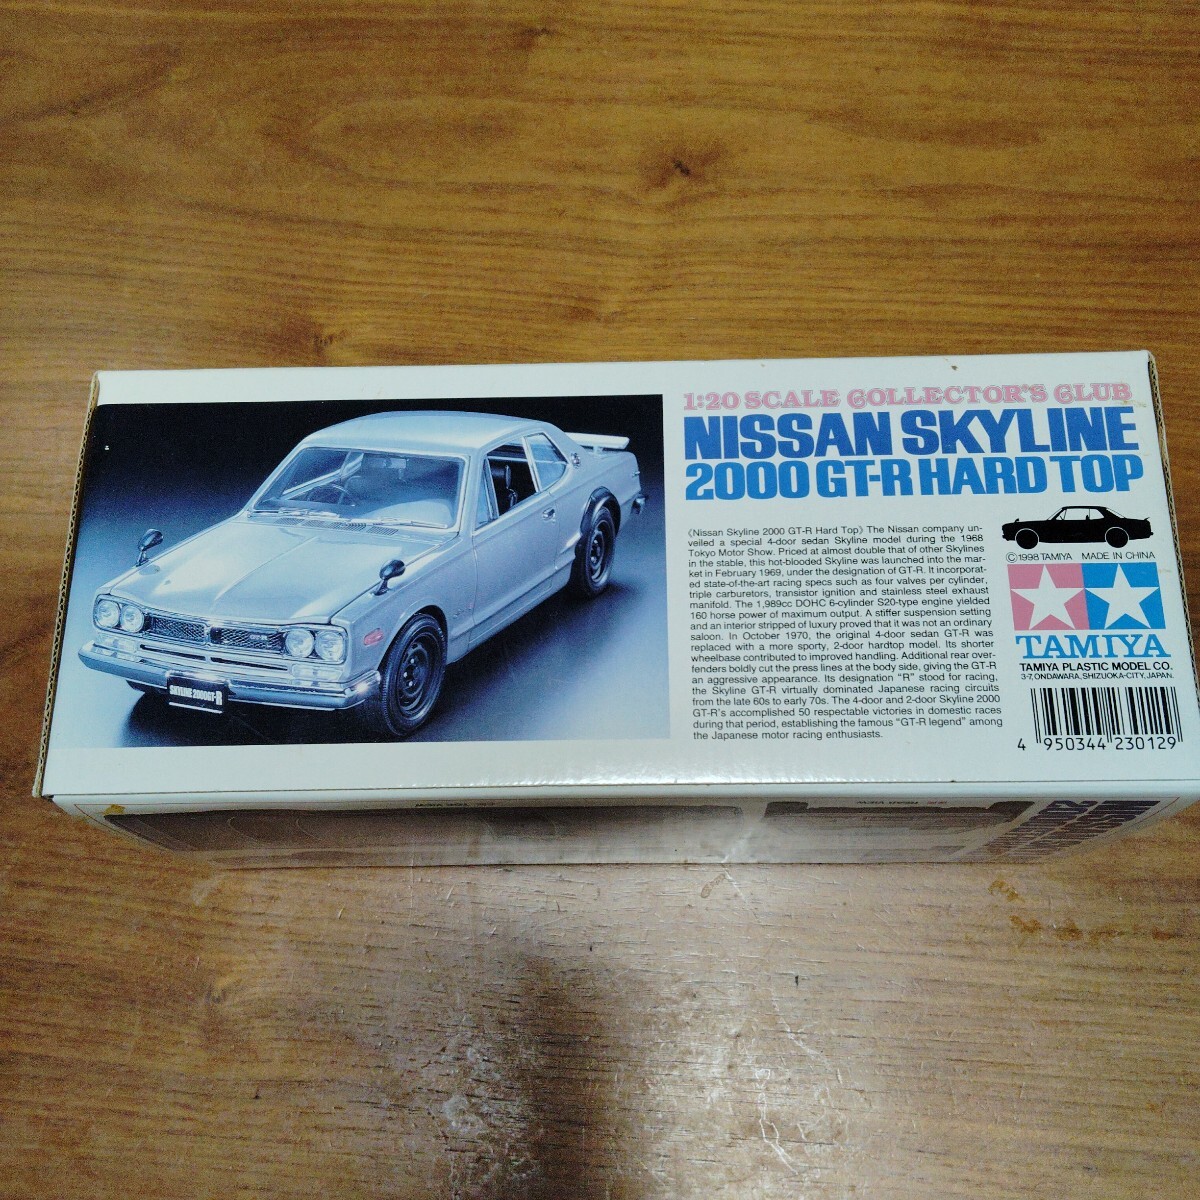 1:20 SCALE COLLECTOR'S CLUB
NISSAN SKYLINE
2000 GT-R HARD TOP
《Nissan Skyline 2000 GT-R Hard Top》 The Nissan company un-
veiled a special 4-door sedan Skyline model during the 1968
Tokyo Motor Show. Priced at almost double that of other Skylines
in the stable, this hot-blooded Skyline was launched into the mar-
ket in February 1969, under the designation of GT-R. It incorporat-
ed state-of-the-art racing specs such as four valves per cylinder,
triple carburetors, transistor ignition and stainless steel exhaust
manifold. The 1,989cc DOHC 6-cylinder S20-type engine yielded
160 horse power of maximum output. A stiffer suspension setting
and an interior stripped of luxury proved that it was not an ordinary
saloon. In October 1970, the original 4-door sedan GT-R was
replaced with a more sporty, 2-door hardtop model. Its shorter
wheelbase contributed to improved handling. Additional rear over-
fenders boldly cut the press lines at the body side, giving the GT-R
an aggressive appearance. Its designation "R" stood for racing,
the Skyline GT-R virtually dominated Japanese racing circuits
from the late 60s to early 70s. The 4-door and 2-door Skyline 2000
GT-R's accomplished 50 respectable victories in domestic races
during that period, establishing the famous "GT-R legend" among
the Japanese motor racing enthusiasts.
©1998 TAMIYA MADE IN CHINA
TAMIYA
TAMIYA PLASTIC MODEL CO.
3-7, ONDAWARA, SHIZUOKA-CITY, JAPAN.
4 950344 230129
SKYLINE 2000GT-R